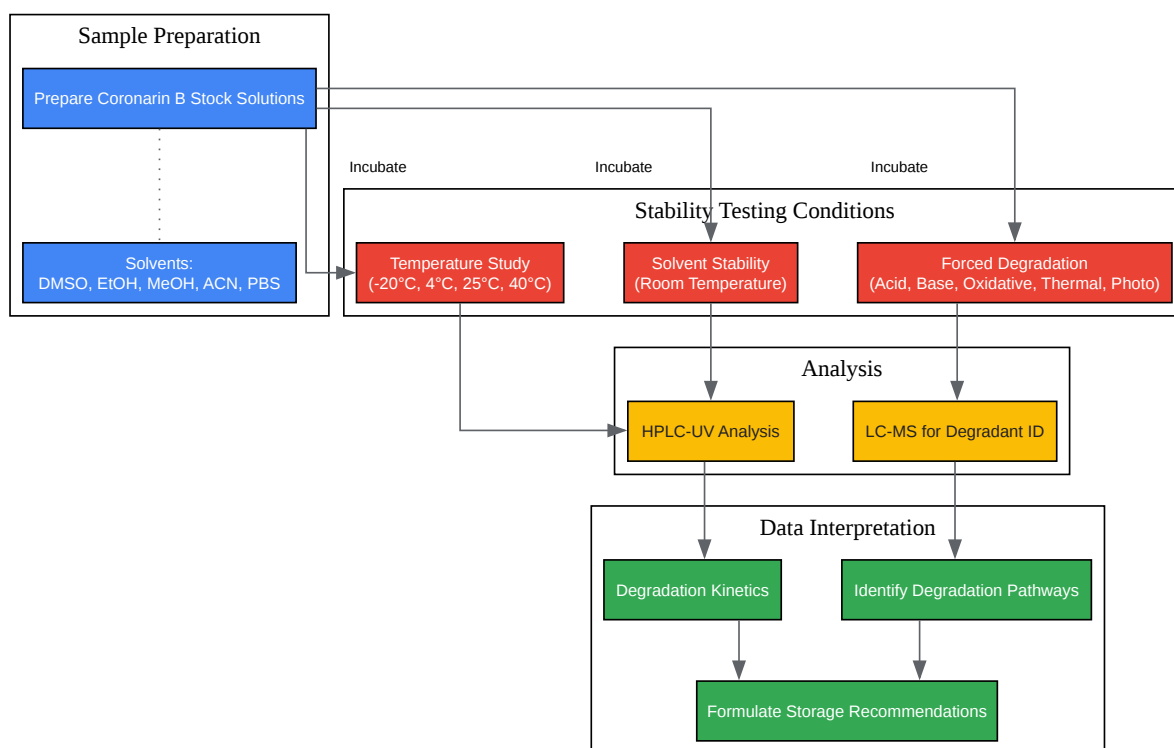 Sample Preparation
Prepare Coronarin B Stock Solutions
Incubate
Incubate
Incubate
Stability Testing Conditions
Solvents:
DMSO, EtOH, MeOH, ACN, PBS
Temperature Study
(-20°C, 4°C, 25°C, 40°C)
Solvent Stability
(Room Temperature)
Forced Degradation
(Acid, Base, Oxidative, Thermal, Photo)
Analysis
HPLC-UV Analysis
LC-MS for Degradant ID
Data Interpretation
Degradation Kinetics
Identify Degradation Pathways
Formulate Storage Recommendations